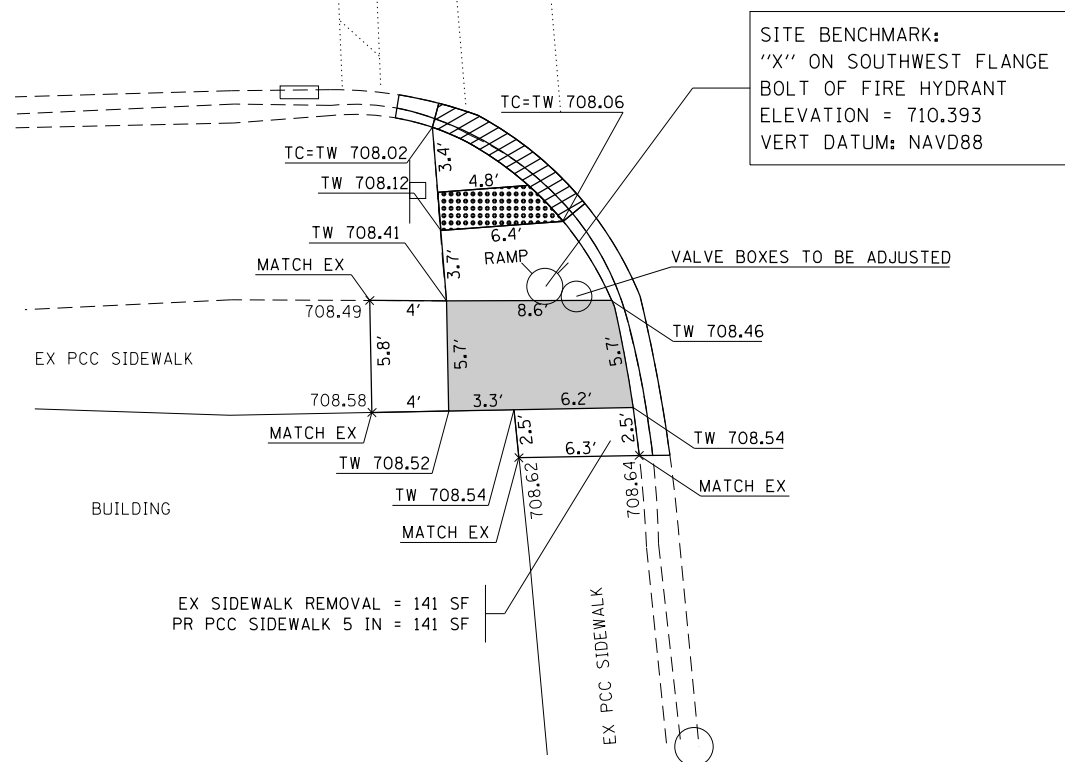 SITE BENCHMARK:
"X" ON SOUTHWEST FLANGE
BOLT OF FIRE HYDRANT
ELEVATION = 710.393
VERT DATUM: NAVD88
TC=TW 708.06
TC=TW 708.02
3.4'
TW 708.12
4.8'
6.4'
TW 708.41
3.7'
RAMP
VALVE BOXES TO BE ADJUSTED
MATCH EX
708.49
4'
8.6'
TW 708.46
EX PCC SIDEWALK
5.8'
5.7'
5.7'
708.58
4'
3.3'
6.2'
MATCH EX
TW 708.54
2.5'
2.5'
TW 708.52
6.3'
708.62
708.64
MATCH EX
TW 708.54
BUILDING
MATCH EX
EX SIDEWALK REMOVAL = 141 SF
PR PCC SIDEWALK 5 IN = 141 SF
EX PCC SIDEWALK